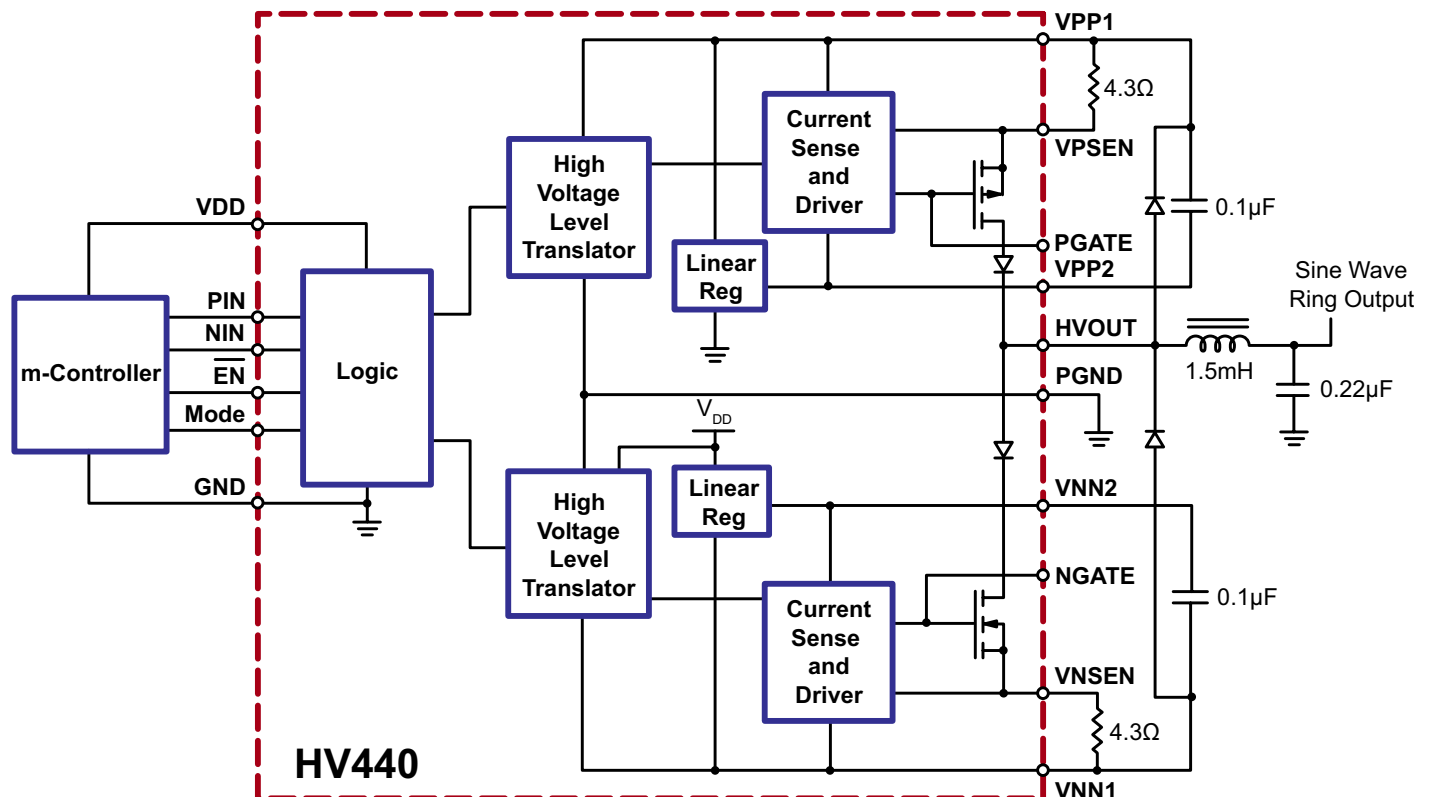 VPP1
4.3Ω
Current
Sense
and
Driver
VPSEN
High
Voltage
Level
Translator
VDD
0.1µF
PGATE
Linear
Reg
VPP2
Sine Wave
Ring Output
PIN
NIN
HVOUT
m-Controller
EN
Logic
1.5mH
PGND
0.22µF
Mode
VDD
GND
High
Voltage
Level
Translator
Linear
Reg
VNN2
NGATE
0.1µF
Current
Sense
and
Driver
VNSEN
4.3Ω
HV440
VNN1